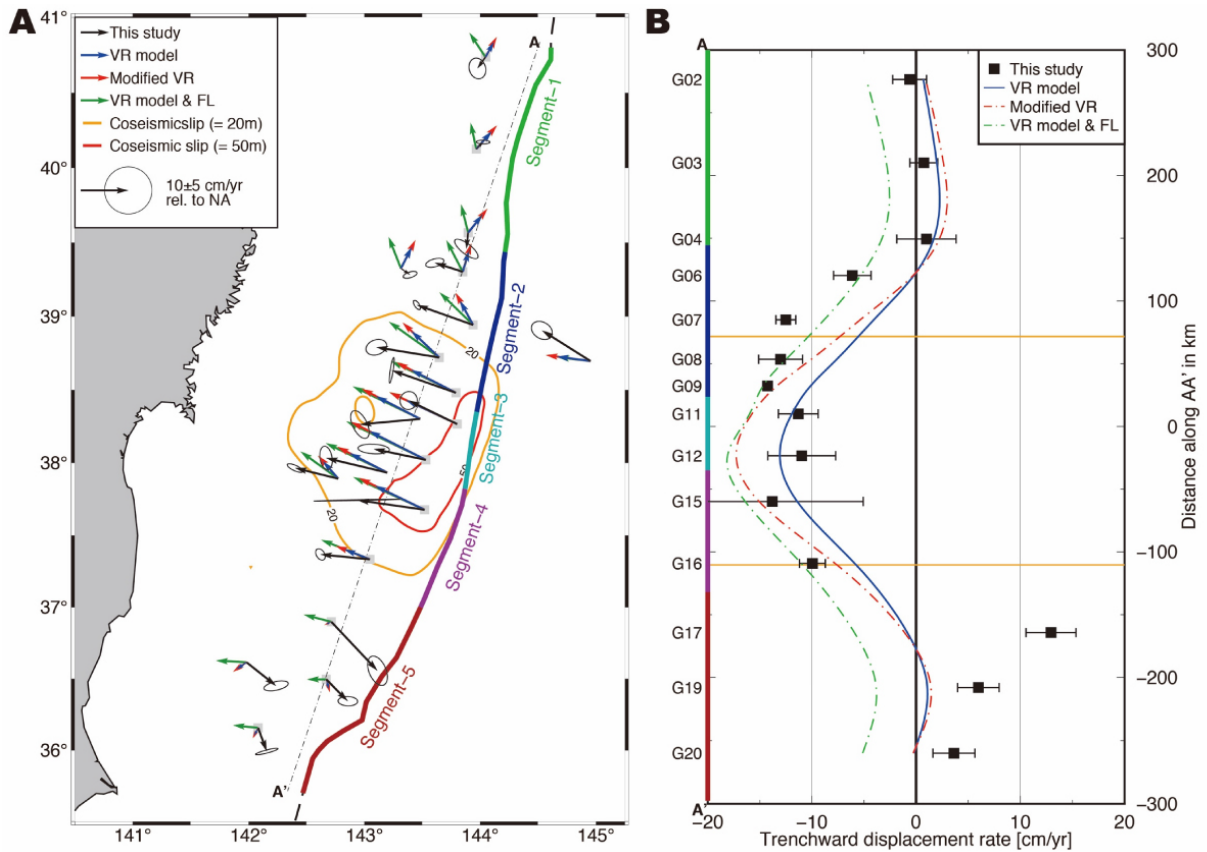 A
41°
40°
39°
38°
37°
36°
141°
142°
143°
144°
145°
This study
VR model
Modified VR
VR model & FL
Coseismicslip (= 20m)
Coseismic slip (= 50m)
10±5 cm/yr
rel. to NA
A
A'
Segment-1
Segment-2
Segment-3
Segment-4
Segment-5
20
50
20
B
A
A'
G02
G03
G04
G06
G07
G08
G09
G11
G12
G15
G16
G17
G19
G20
This study
VR model
Modified VR
VR model & FL
300
200
100
0
−100
−200
−300
Distance along AA' in km
−20
−10
0
10
20
Trenchward displacement rate [cm/yr]